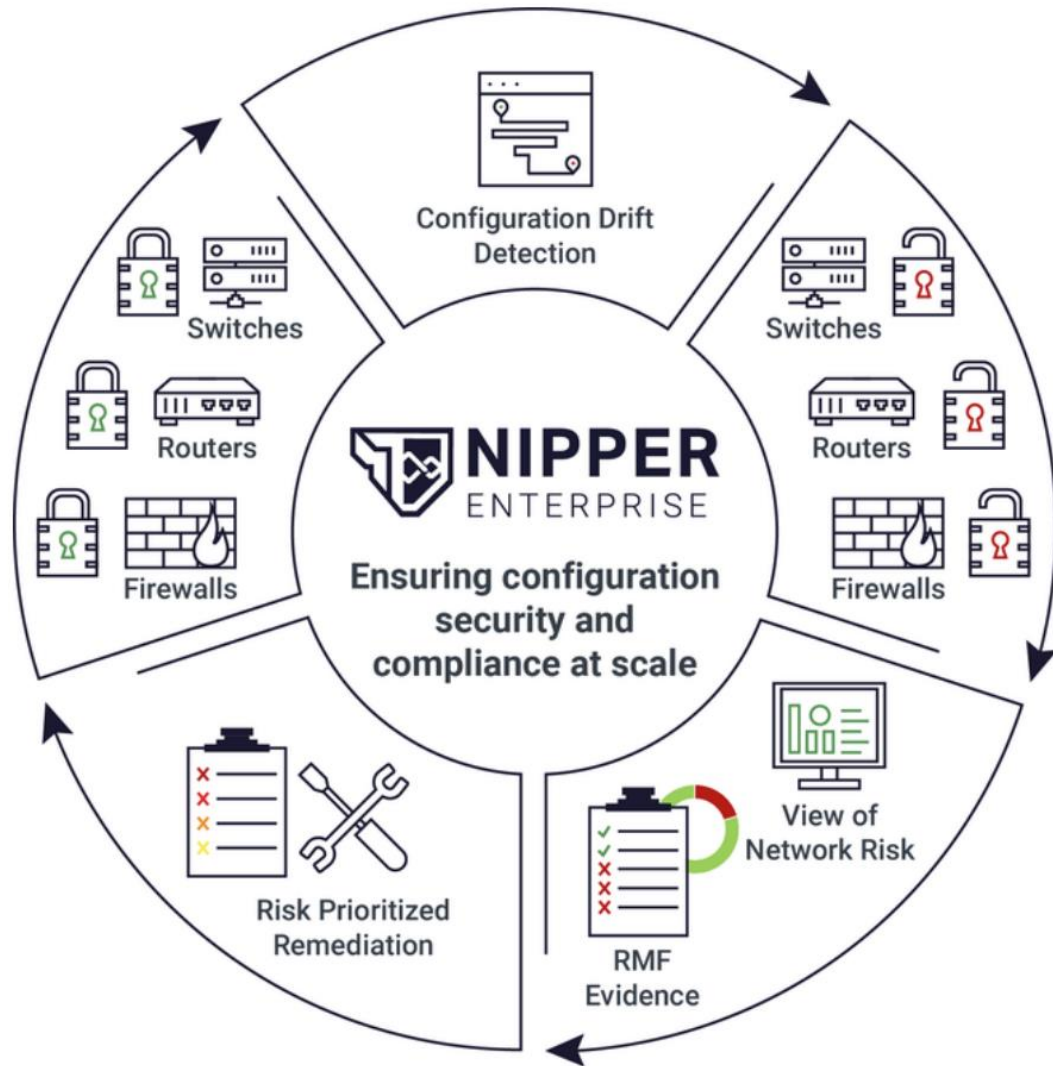 Configuration Drift
Detection
Switches
Routers
Firewalls
Switches
Routers
Firewalls
NIPPER
ENTERPRISE
Ensuring configuration
security and
compliance at scale
View of
Network Risk
RMF
Evidence
Risk Prioritized
Remediation